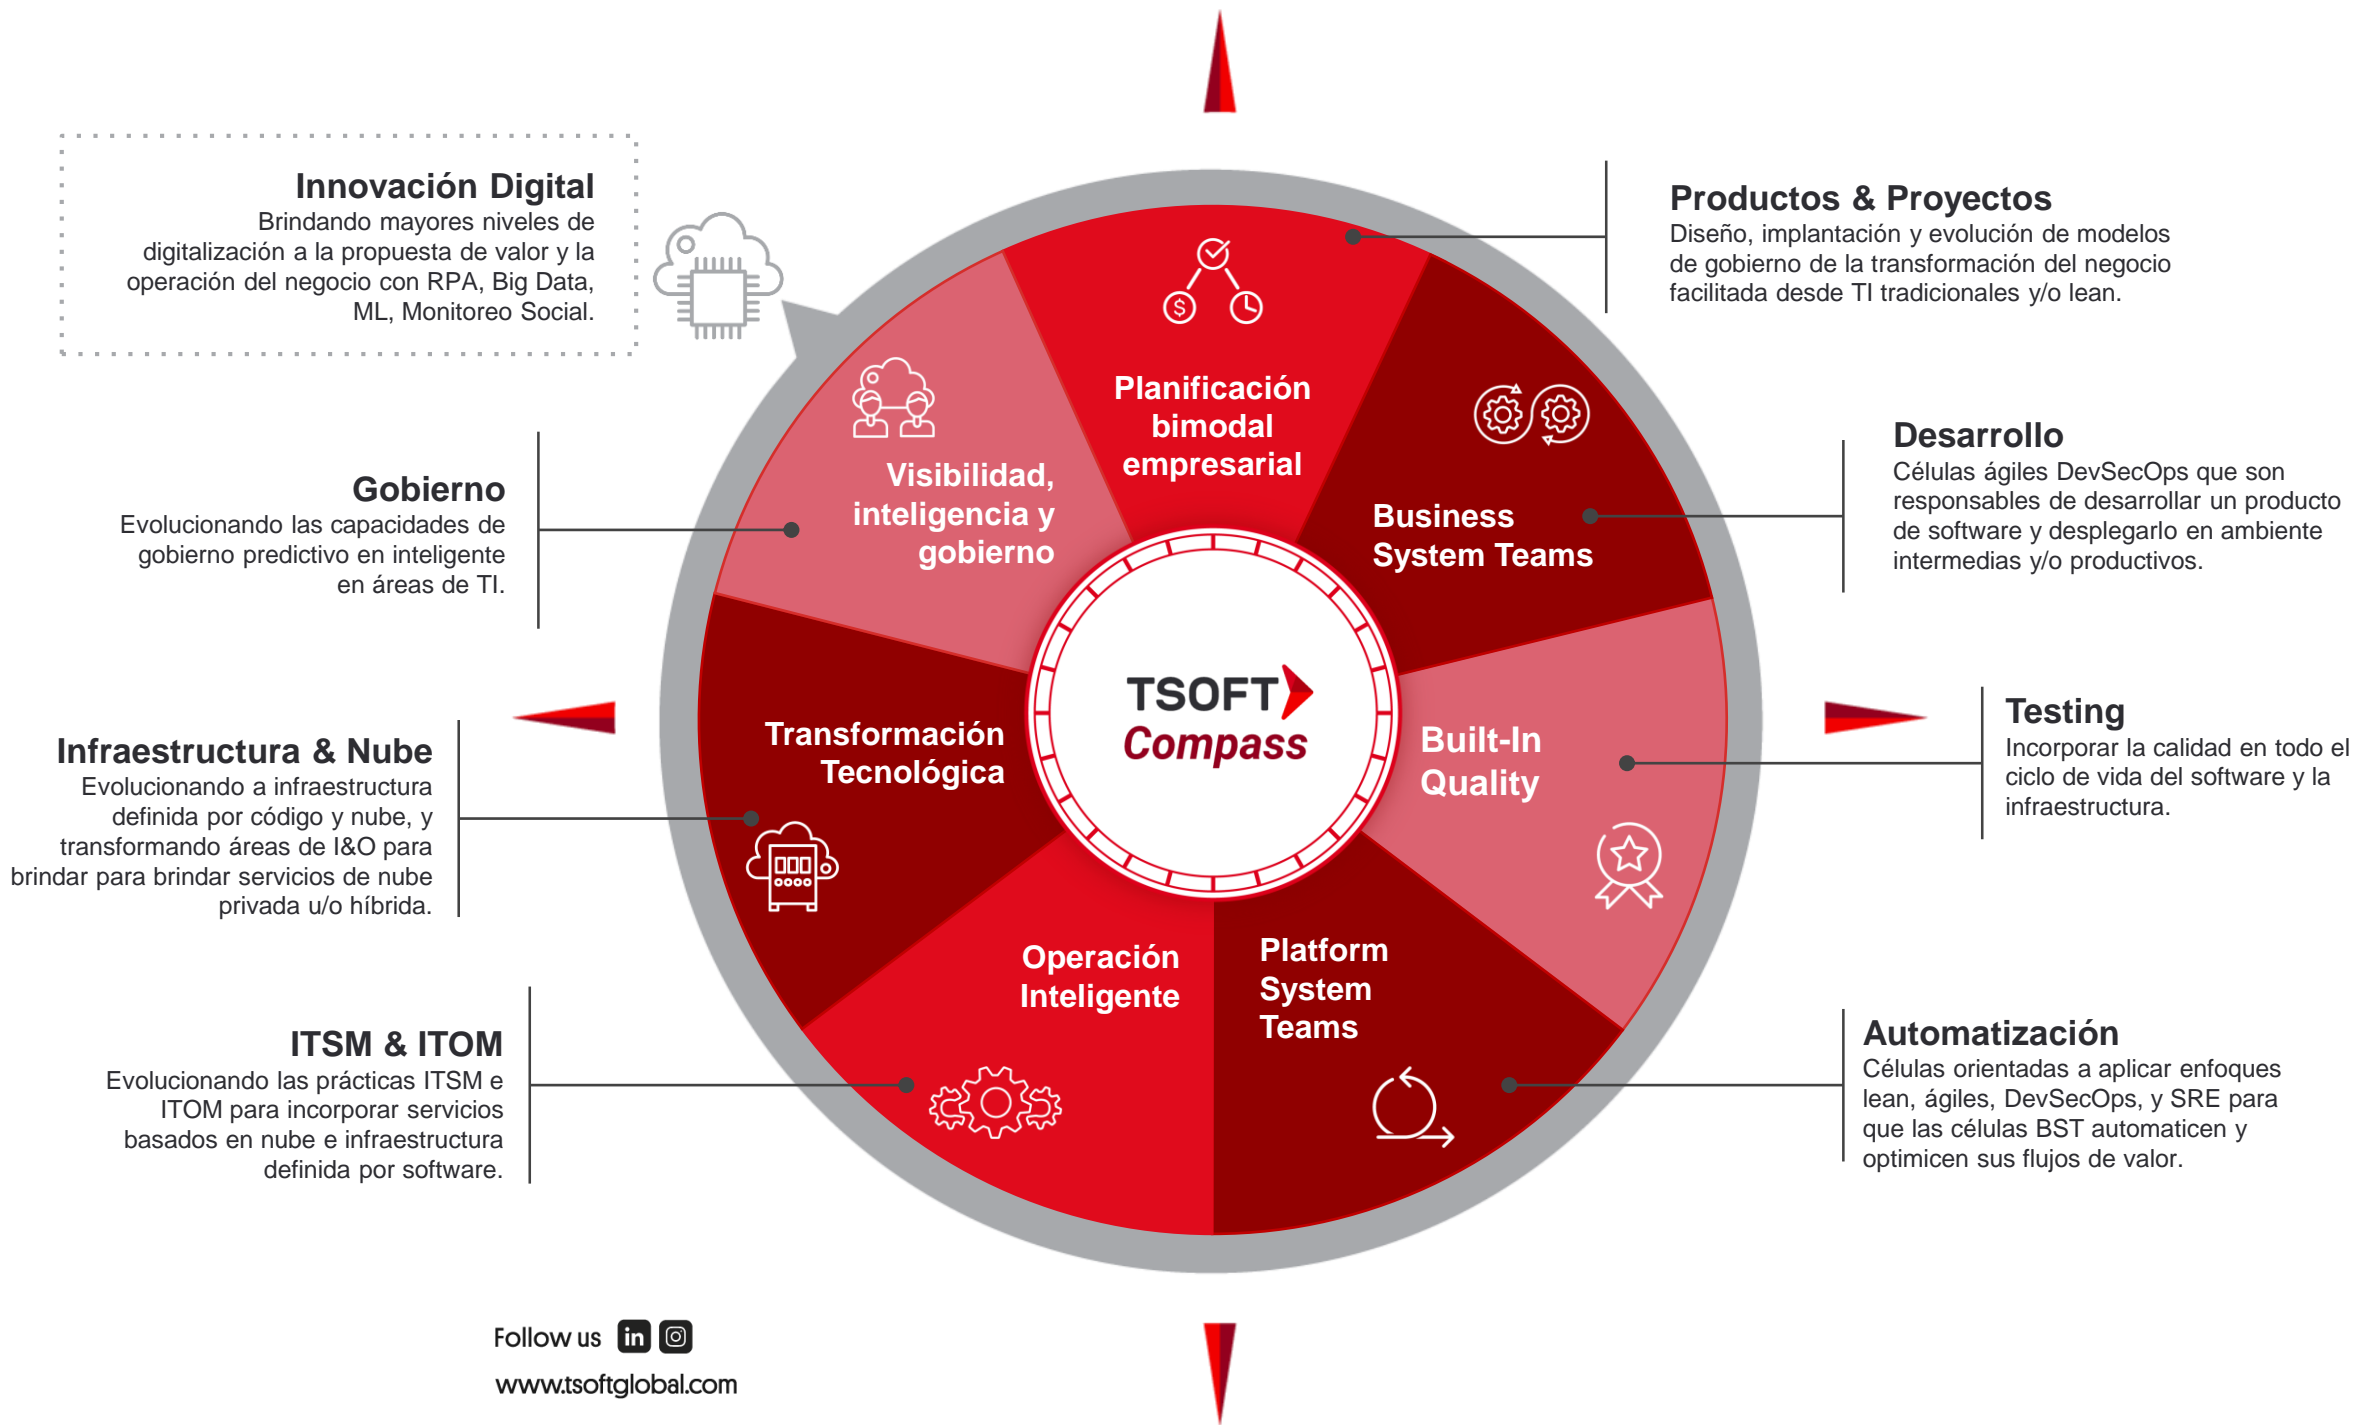 Innovación Digital
Brindando mayores niveles de
digitalización a la propuesta de valor y la
operación del negocio con RPA, Big Data,
ML, Monitoreo Social.
Productos & Proyectos
Diseño, implantación y evolución de modelos
de gobierno de la transformación del negocio
facilitada desde TI tradicionales y/o lean.
Planificación
bimodal
empresarial
$
Desarrollo
Células ágiles DevSecOps que son
responsables de desarrollar un producto
de software y desplegarlo en ambiente
intermedias y/o productivos.
Business
System Teams
Visibilidad,
inteligencia y
gobierno
Gobierno
Evolucionando las capacidades de
gobierno predictivo en inteligente
en áreas de TI.
TSOFT
Compass
Testing
Incorporar la calidad en todo el
ciclo de vida del software y la
infraestructura.
Built-In
Quality
Transformación
Tecnológica
Infraestructura & Nube
Evolucionando a infraestructura
definida por código y nube, y
transformando áreas de I&O para
brindar para brindar servicios de nube
privada u/o híbrida.
Operación
Inteligente
Platform
System
Teams
ITSM & ITOM
Evolucionando las prácticas ITSM e
ITOM para incorporar servicios
basados en nube e infraestructura
definida por software.
Automatización
Células orientadas a aplicar enfoques
lean, ágiles, DevSecOps, y SRE para
que las células BST automaticen y
optimicen sus flujos de valor.
Follow us in
www.tsoftglobal.com